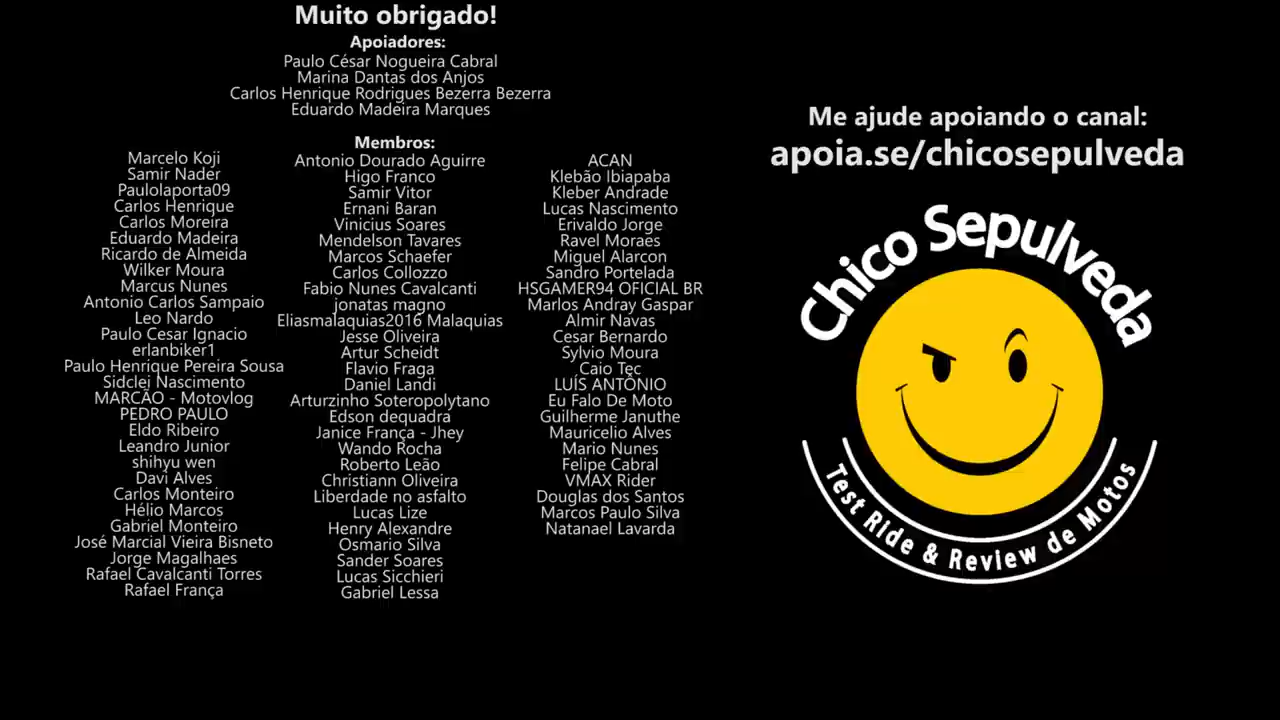 Muito obrigado!
Apoiadores:
Paulo César Nogueira Cabral
Marina Dantas dos Anjos
Carlos Henrique Rodrigues Bezerra Bezerra
Eduardo Madeira Marques
Membros:
Marcelo Koji
Samir Nader
Paulolaporta09
Carlos Henrique
Carlos Moreira
Eduardo Madeira
Ricardo de Almeida
Wilker Moura
Marcus Nunes
Antonio Carlos Sampaio
Leo Nardo
Paulo Cesar Ignacio
erlanbiker1
Paulo Henrique Pereira Sousa
Sidclei Nascimento
MARCÃO - Motovlog
PEDRO PAULO
Eldo Ribeiro
Leandro Junior
shihyu wen
Davi Alves
Carlos Monteiro
Hélio Marcos
Gabriel Monteiro
José Marcial Vieira Bisneto
Jorge Magalhaes
Rafael Cavalcanti Torres
Rafael França
Antonio Dourado Aguirre
Higo Franco
Samir Vitor
Ernani Baran
Vinicius Soares
Mendelson Tavares
Marcos Schaefer
Carlos Collozzo
Fabio Nunes Cavalcanti
jonatas magno
Eliasmalaquias2016 Malaquias
Jesse Oliveira
Artur Scheidt
Flavio Fraga
Daniel Landi
Arturzinho Soteropolytano
Edson dequadra
Janice França - Jhey
Wando Rocha
Roberto Leão
Christiann Oliveira
Liberdade no asfalto
Lucas Lize
Henry Alexandre
Osmario Silva
Sander Soares
Lucas Sicchieri
Gabriel Lessa
ACAN
Klebão Ibiapaba
Kleber Andrade
Lucas Nascimento
Erivaldo Jorge
Ravel Moraes
Miguel Alarcon
Sandro Portelada
HSGAMER94 OFICIAL BR
Marlos Andray Gaspar
Almir Navas
Cesar Bernardo
Sylvio Moura
Caio Teç
LUÍS ANTÔNIO
Eu Falo De Moto
Guilherme Januthe
Mauricelio Alves
Mario Nunes
Felipe Cabral
VMAX Rider
Douglas dos Santos
Marcos Paulo Silva
Natanael Lavarda
Me ajude apoiando o canal:
apoia.se/chicosepulveda
Chico Sepulveda
Test Ride & Review de Motos